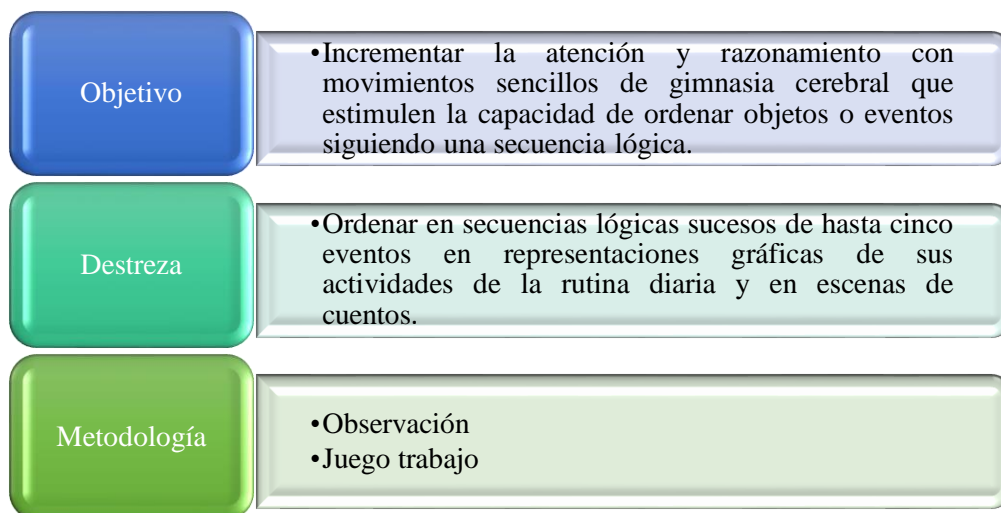 Objetivo
•Incrementar la atención y razonamiento con
movimientos sencillos de gimnasia cerebral que
estimulen la capacidad de ordenar objetos o eventos
siguiendo una secuencia lógica.
Destreza
•Ordenar en secuencias lógicas sucesos de hasta cinco
eventos en representaciones gráficas de sus
actividades de la rutina diaria y en escenas de
cuentos.
Metodología
•Observación
•Juego trabajo